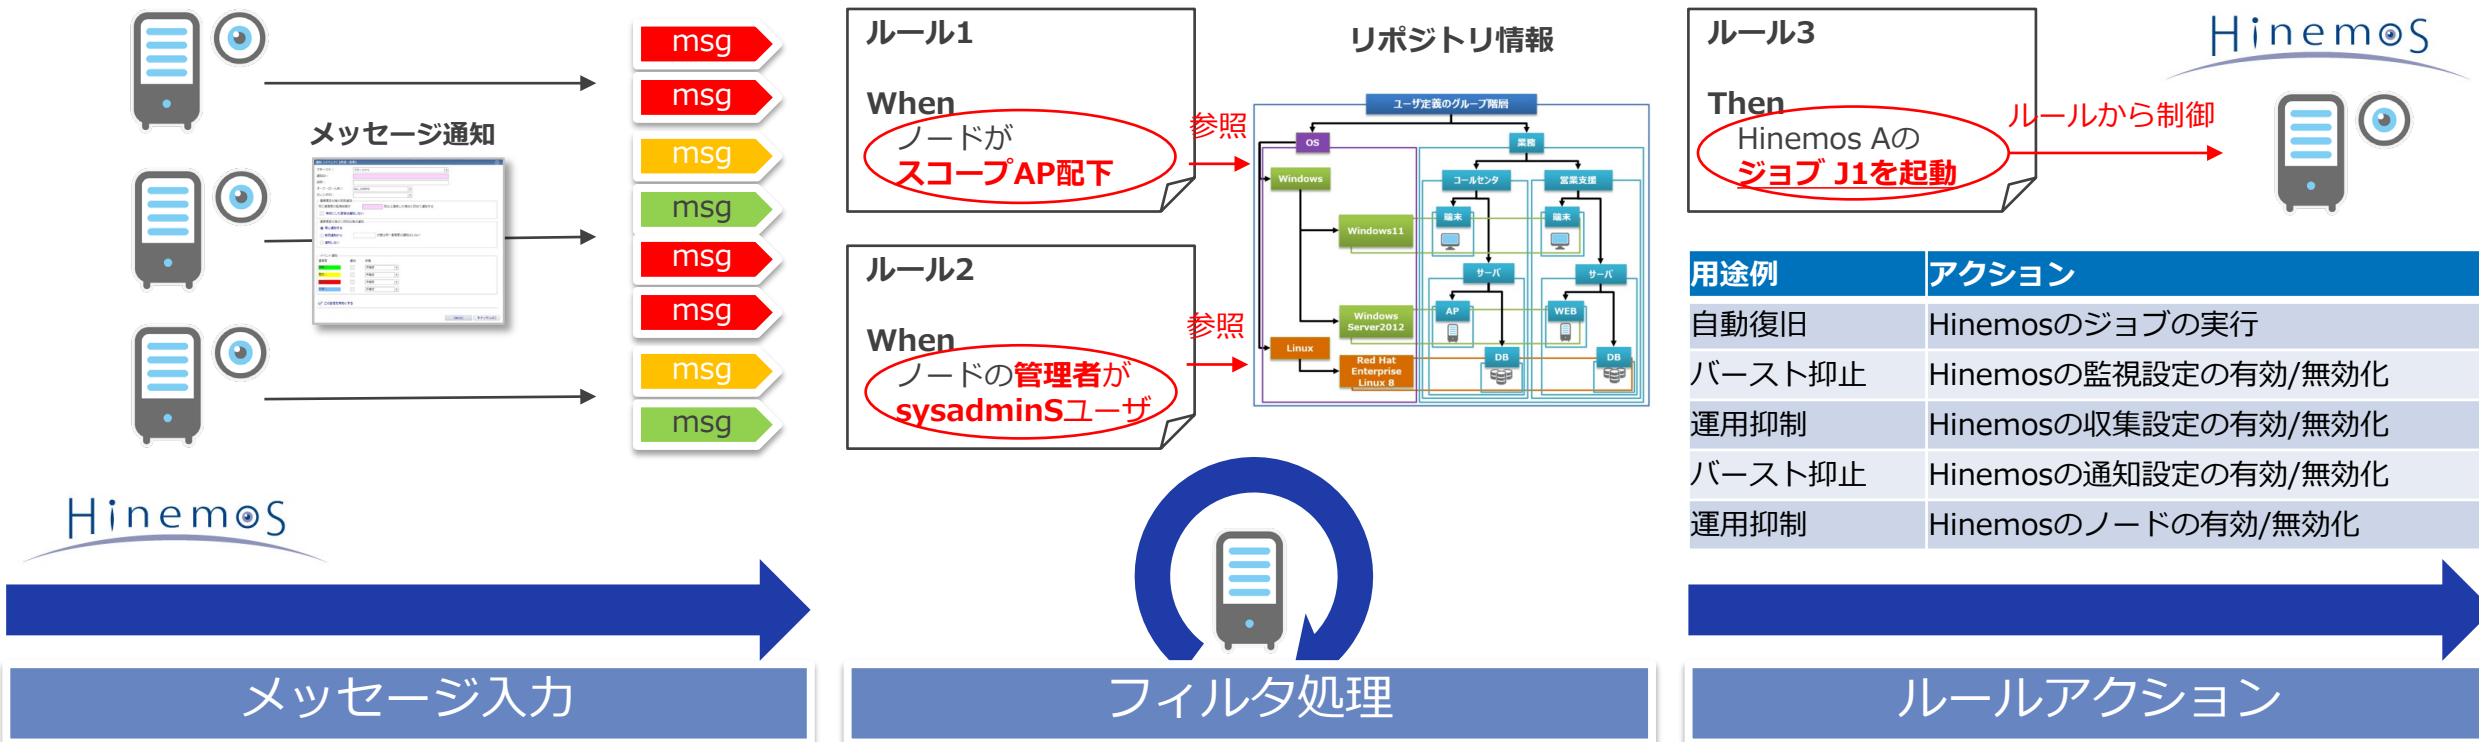 メッセージ通知
msg
msg
msg
msg
msg
msg
msg
msg
Hinemos
メッセージ入力
ルール1
When
ノードが
スコープAP配下
参照
ルール2
When
ノードの管理者が
sysadminSユーザ
参照
リポジトリ情報
ユーザ定義のグループ階層
OS
業務
Windows
コールセンタ
営業支援
端末
端末
Windows11
サーバ
サーバ
AP
WEB
Windows
Server2012
Linux
DB
DB
Red Hat
Enterprise
Linux 8
フィルタ処理
ルール3
Then
Hinemos Aの
ジョブ J1を起動
ルールから制御
Hinemos
用途例 アクション
自動復旧 Hinemosのジョブの実行
バースト抑止 Hinemosの監視設定の有効/無効化
運用抑制 Hinemosの収集設定の有効/無効化
バースト抑止 Hinemosの通知設定の有効/無効化
運用抑制 Hinemosのノードの有効/無効化
ルールアクション